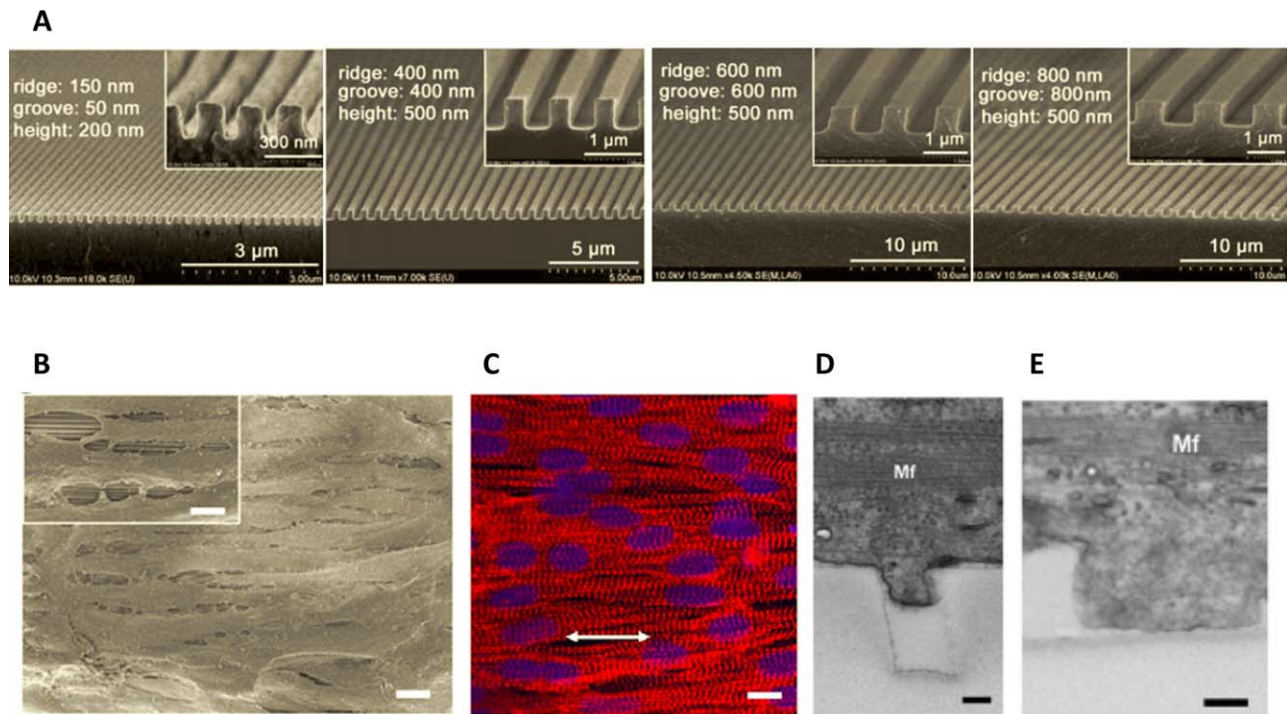 A
ridge: 150 nm
groove: 50 nm
height: 200 nm
300 nm
3 µm
10.0kV 10.3mm x18.0k SE(U)
3.00um
ridge: 400 nm
groove: 400 nm
height: 500 nm
1 µm
5 µm
10.0kV 11.1mm x7.00k SE(U)
5.00um
ridge: 600 nm
groove: 600 nm
height: 500 nm
1 µm
10 µm
10.0kV 10.5mm x4.50k SE(M,LA0)
10.0um
ridge: 800 nm
groove: 800nm
height: 500 nm
1 µm
10 µm
10.0kV 10.5mm x4.00k SE(M,LA0)
10.0um
B
C
D
Mf
E
Mf